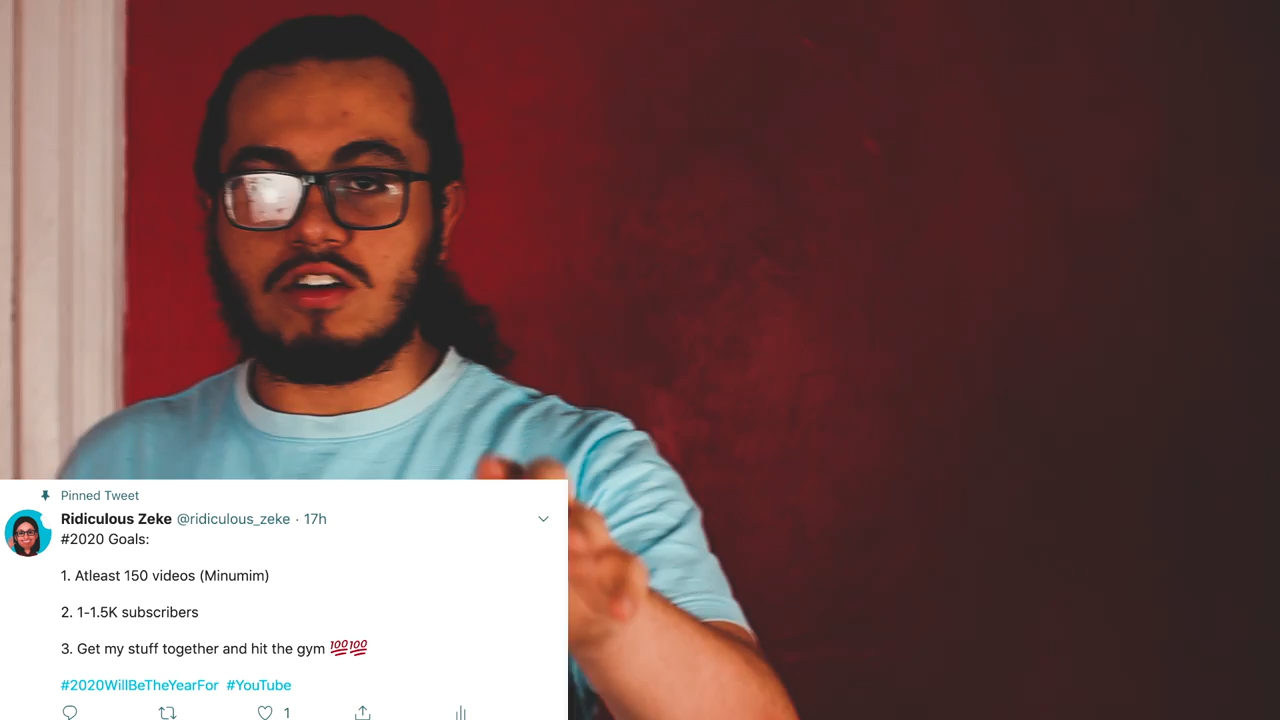 Pinned Tweet
Ridiculous Zeke @ridiculous_zeke · 17h
#2020 Goals:
1. Atleast 150 videos (Minumim)
2. 1-1.5K subscribers
3. Get my stuff together and hit the gym 💯💯
#2020WillBeTheYearFor #YouTube
1